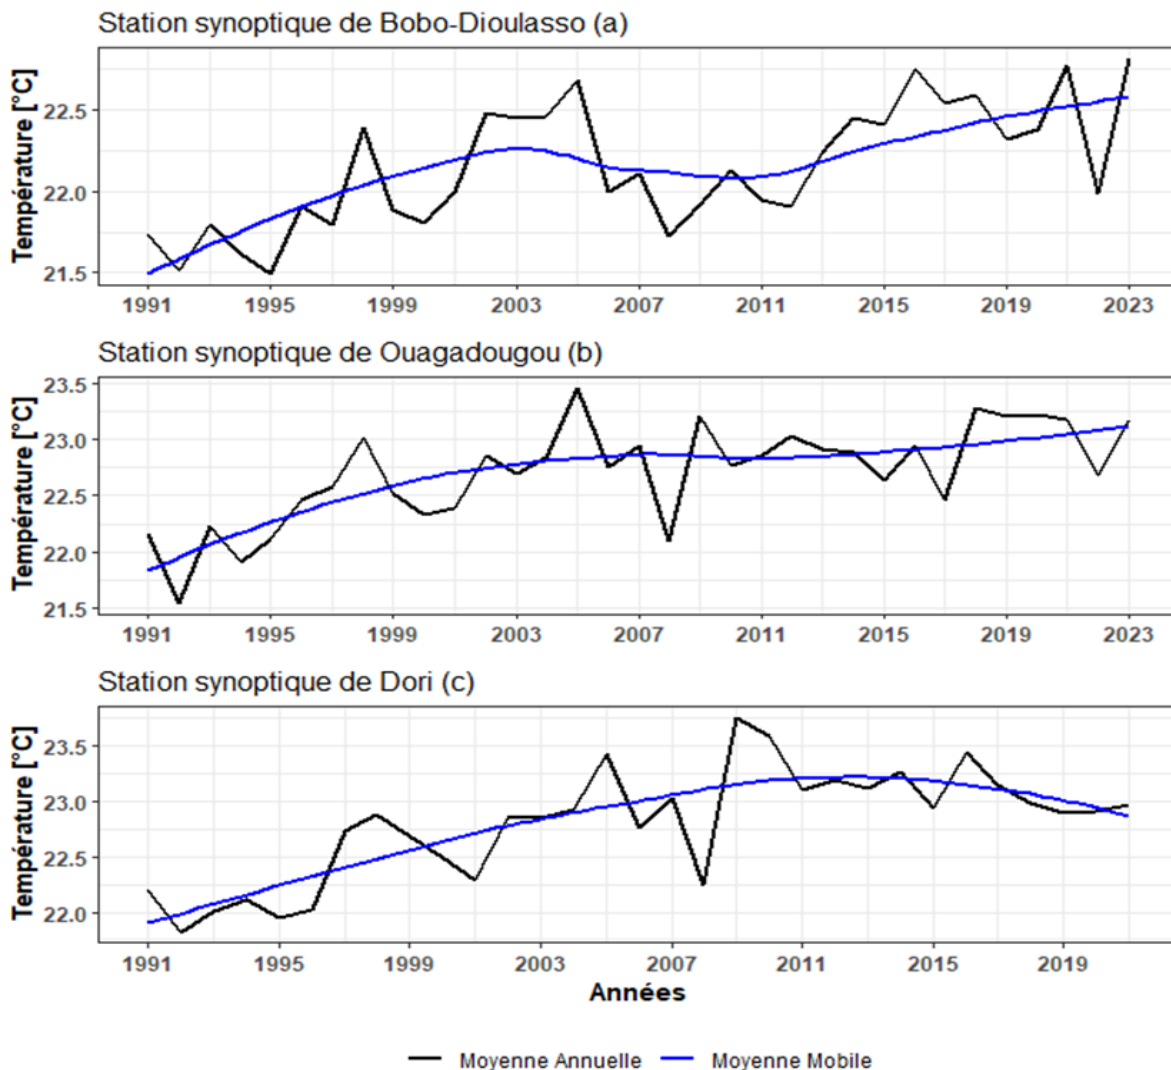 Station synoptique de Bobo-Dioulasso (a)
Température [°C]
22.5
22.0
21.5
1991 1995 1999 2003 2007 2011 2015 2019 2023
Station synoptique de Ouagadougou (b)
Température [°C]
23.5
23.0
22.5
22.0
21.5
1991 1995 1999 2003 2007 2011 2015 2019 2023
Station synoptique de Dori (c)
Température [°C]
23.5
23.0
22.5
22.0
1991 1995 1999 2003 2007 2011 2015 2019
Années
Moyenne Annuelle Moyenne Mobile